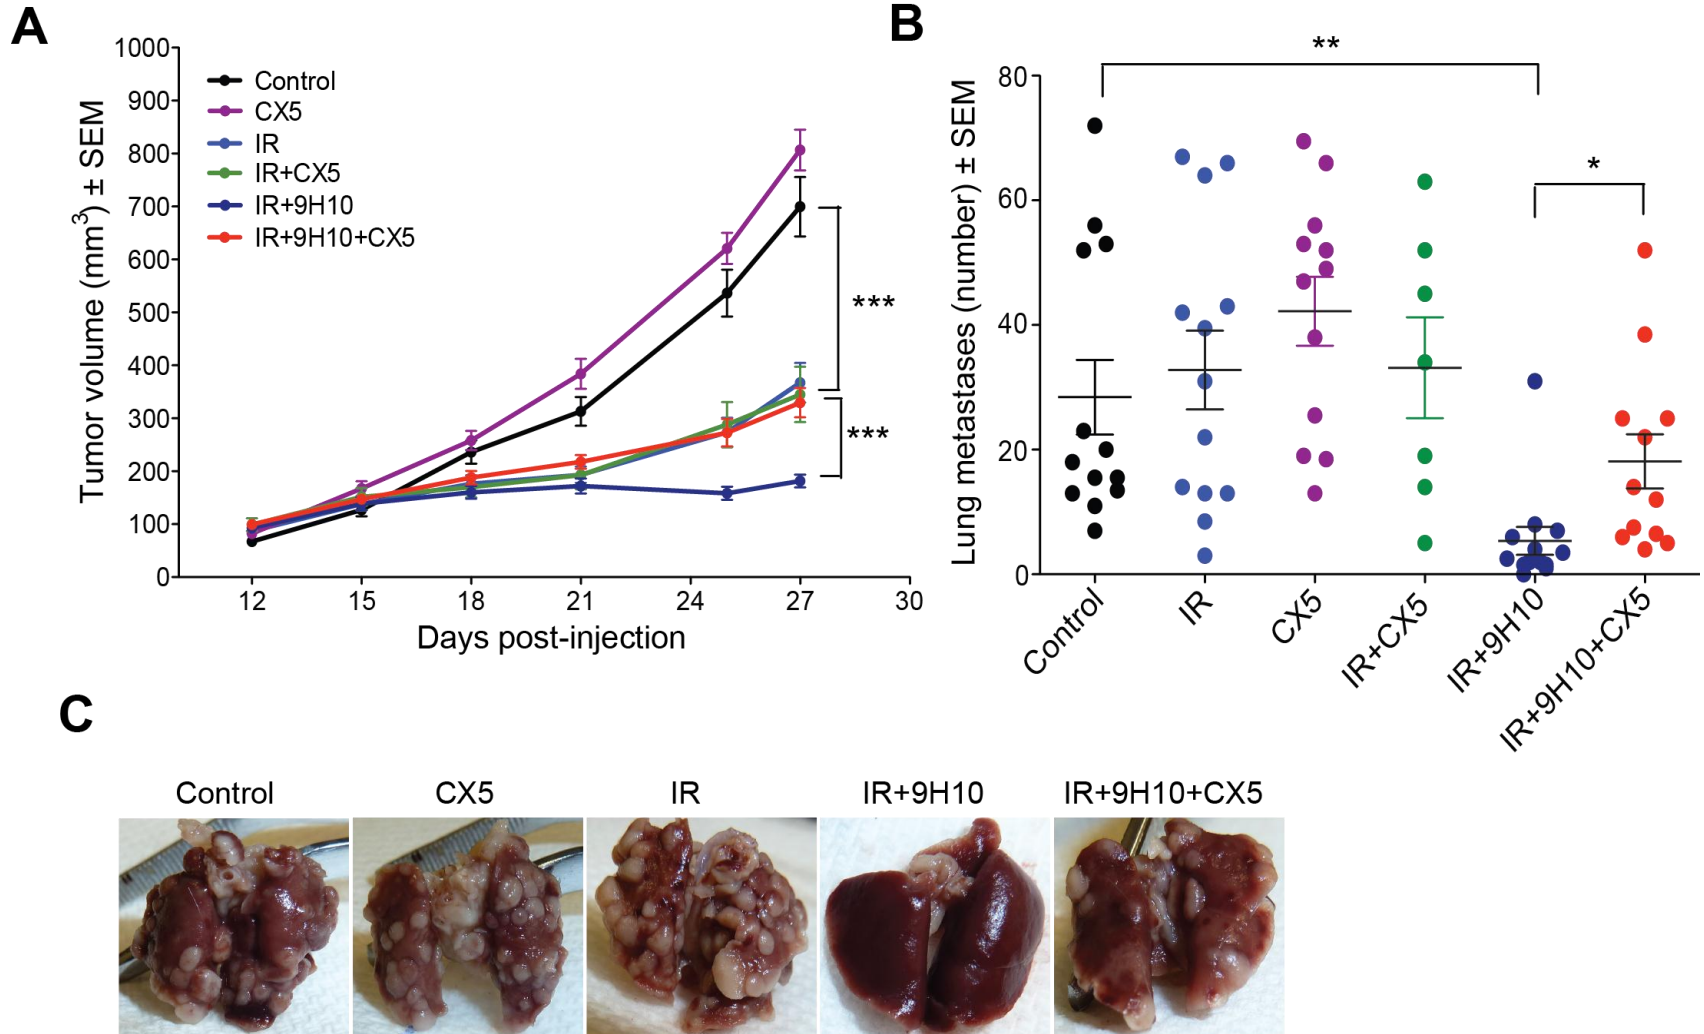 A
Tumor volume (mm3) ± SEM
1000
900
800
700
600
500
400
300
200
100
0
Control
CX5
IR
IR+CX5
IR+9H10
IR+9H10+CX5
***
***
12
15
18
21
24
27
30
Days post-injection
B
Lung metastases (number) ± SEM
80
60
40
20
0
**
*
Control
IR
CX5
IR+CX5
IR+9H10
IR+9H10+CX5
C
Control
CX5
IR
IR+9H10
IR+9H10+CX5